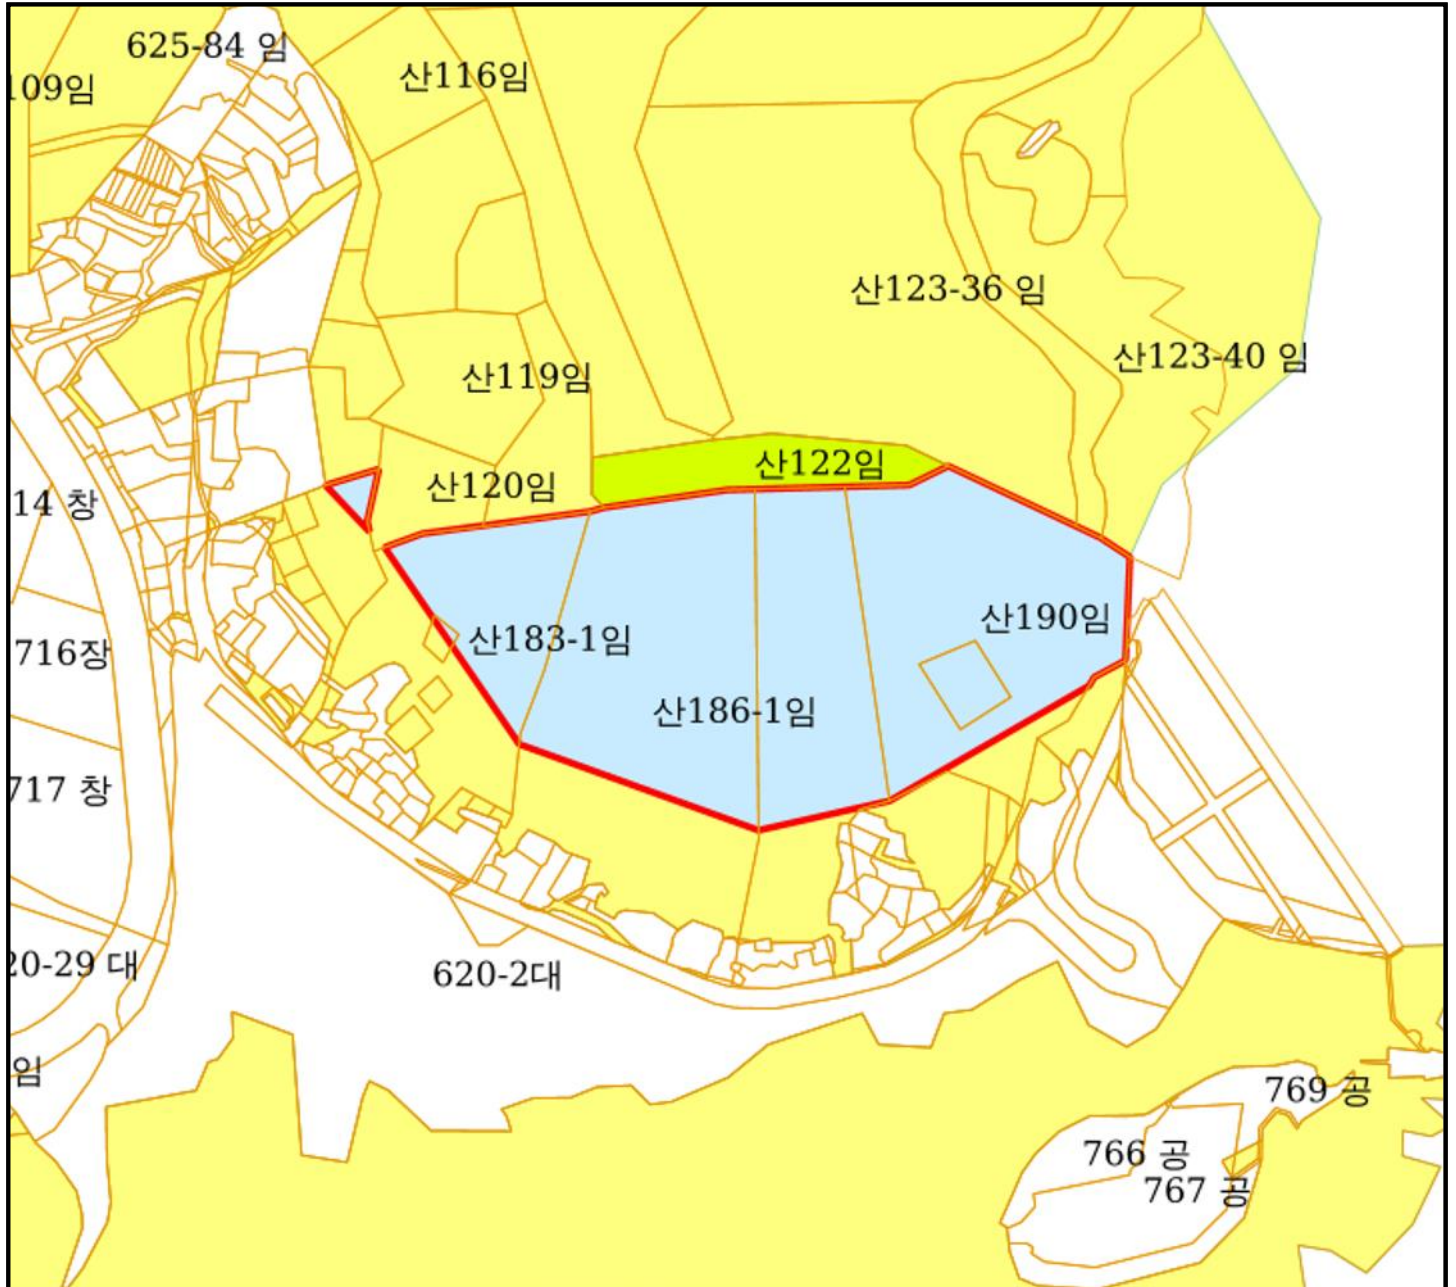 625-84 임
산116임
109임
산123-36 임
산123-40 임
산119임
산122임
산120임
14 창
산190임
산183-1임
716장
산186-1임
717 창
20-29 대
620-2대
임
769 공
766 공
767 공